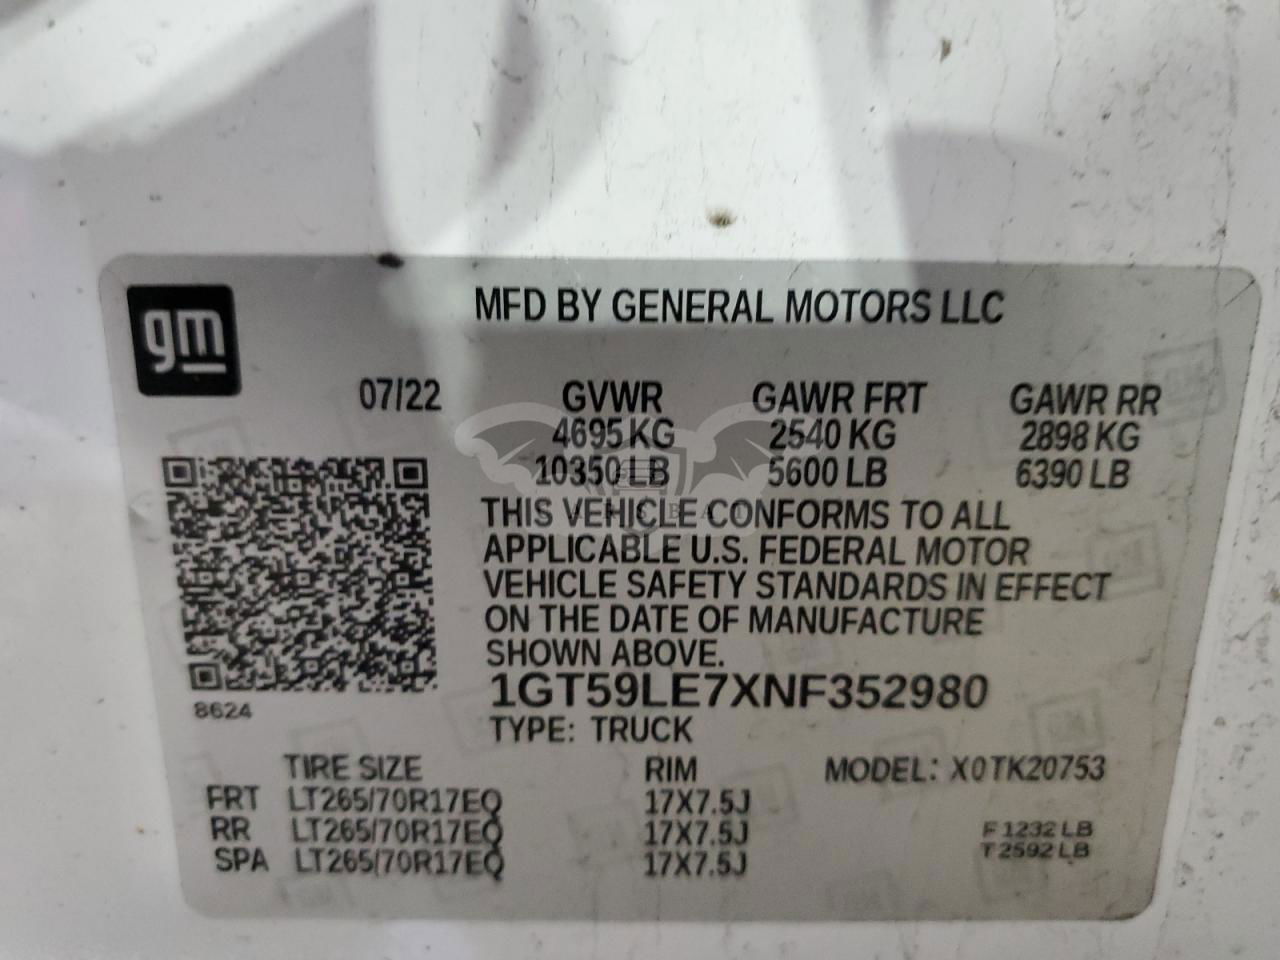 gm
MFD BY GENERAL MOTORS LLC
07/22 GVWR GAWR FRT GAWR RR
4695 KG 2540 KG 2898 KG
10350 LB 5600 LB 6390 LB
THIS VEHICLE CONFORMS TO ALL
APPLICABLE U.S. FEDERAL MOTOR
VEHICLE SAFETY STANDARDS IN EFFECT
ON THE DATE OF MANUFACTURE
SHOWN ABOVE.
1GT59LE7XNF352980
8624
TYPE: TRUCK
TIRE SIZE RIM MODEL: X0TK20753
FRT LT265/70R17EQ 17X7.5J
RR LT265/70R17EQ 17X7.5J F 1232 LB
SPA LT265/70R17EQ 17X7.5J T 2592 LB